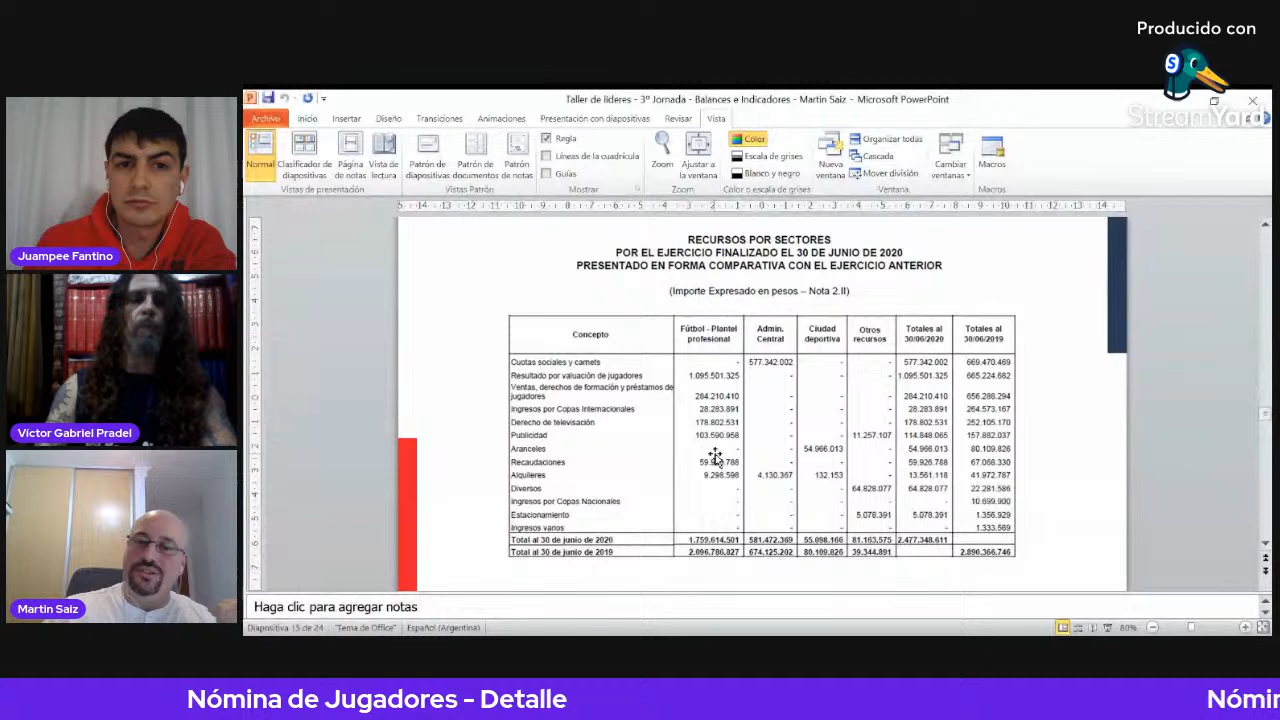 Producido con
StreamYard
Taller de lideres - 3º Jornada - Balances e Indicadores - Martin Saiz - Microsoft PowerPoint
Archivo Inicio Insertar Diseño Transiciones Animaciones Presentación con diapositivas Revisar Vista
Normal
Clasificador de diapositivas
Página de notas
Vista de lectura
Vistas de presentación
Patrón de diapositivas
Patrón de documentos
Patrón de notas
Vistas Patrón
Regla
Líneas de la cuadrícula
Guías
Mostrar
Zoom
Ajustar a la ventana
Zoom
Color
Escala de grises
Blanco y negro
Color o escala de grises
Nueva ventana
Organizar todas
Cascada
Mover división
Cambiar ventanas
Ventana
Macros
Macros
RECURSOS POR SECTORES
POR EL EJERCICIO FINALIZADO EL 30 DE JUNIO DE 2020
PRESENTADO EN FORMA COMPARATIVA CON EL EJERCICIO ANTERIOR
(Importe Expresado en pesos – Nota 2.II)
Concepto Fútbol - Plantel profesional Admin. Central Ciudad deportiva Otros recursos Totales al 30/06/2020 Totales al 30/06/2019
Cuotas sociales y carnets - 577.342.002 - - 577.342.002 669.470.469
Resultado por valuación de jugadores 1.095.501.325 - - - 1.095.501.325 665.224.682
Ventas, derechos de formación y préstamos de
jugadores 284.210.410 - - - 284.210.410 656.288.294
Ingresos por Copas Internacionales 28.283.891 - - - 28.283.891 264.573.167
Derecho de televisación 178.802.531 - - - 178.802.531 252.105.170
Publicidad 103.590.958 - - 11.257.107 114.848.065 157.882.037
Aranceles - - 54.966.013 - 54.966.013 80.109.826
Recaudaciones - - - 59.926.788 67.068.330
Alquileres 9.298.598 4.130.367 132.153 - 13.561.118 41.972.787
Diversos - - - 64.828.077 64.828.077 22.281.586
Ingresos por Copas Nacionales - - - - - 10.699.900
Estacionamiento - - - 5.078.391 5.078.391 1.356.929
Ingresos varios - - - - - 1.333.569
Total al 30 de junio de 2020 1.759.614.501 581.472.369 55.098.166 81.163.575 2.477.348.611
Total al 30 de junio de 2019 2.096.786.827 674.125.202 80.109.826 39.344.891 2.890.366.746
Haga clic para agregar notas
Diapositiva 15 de 24 "Tema de Office" Español (Argentina) 80%
Juampee Fantino
Víctor Gabriel Pradel
Martin Saiz
Nómina de Jugadores - Detalle Nómin